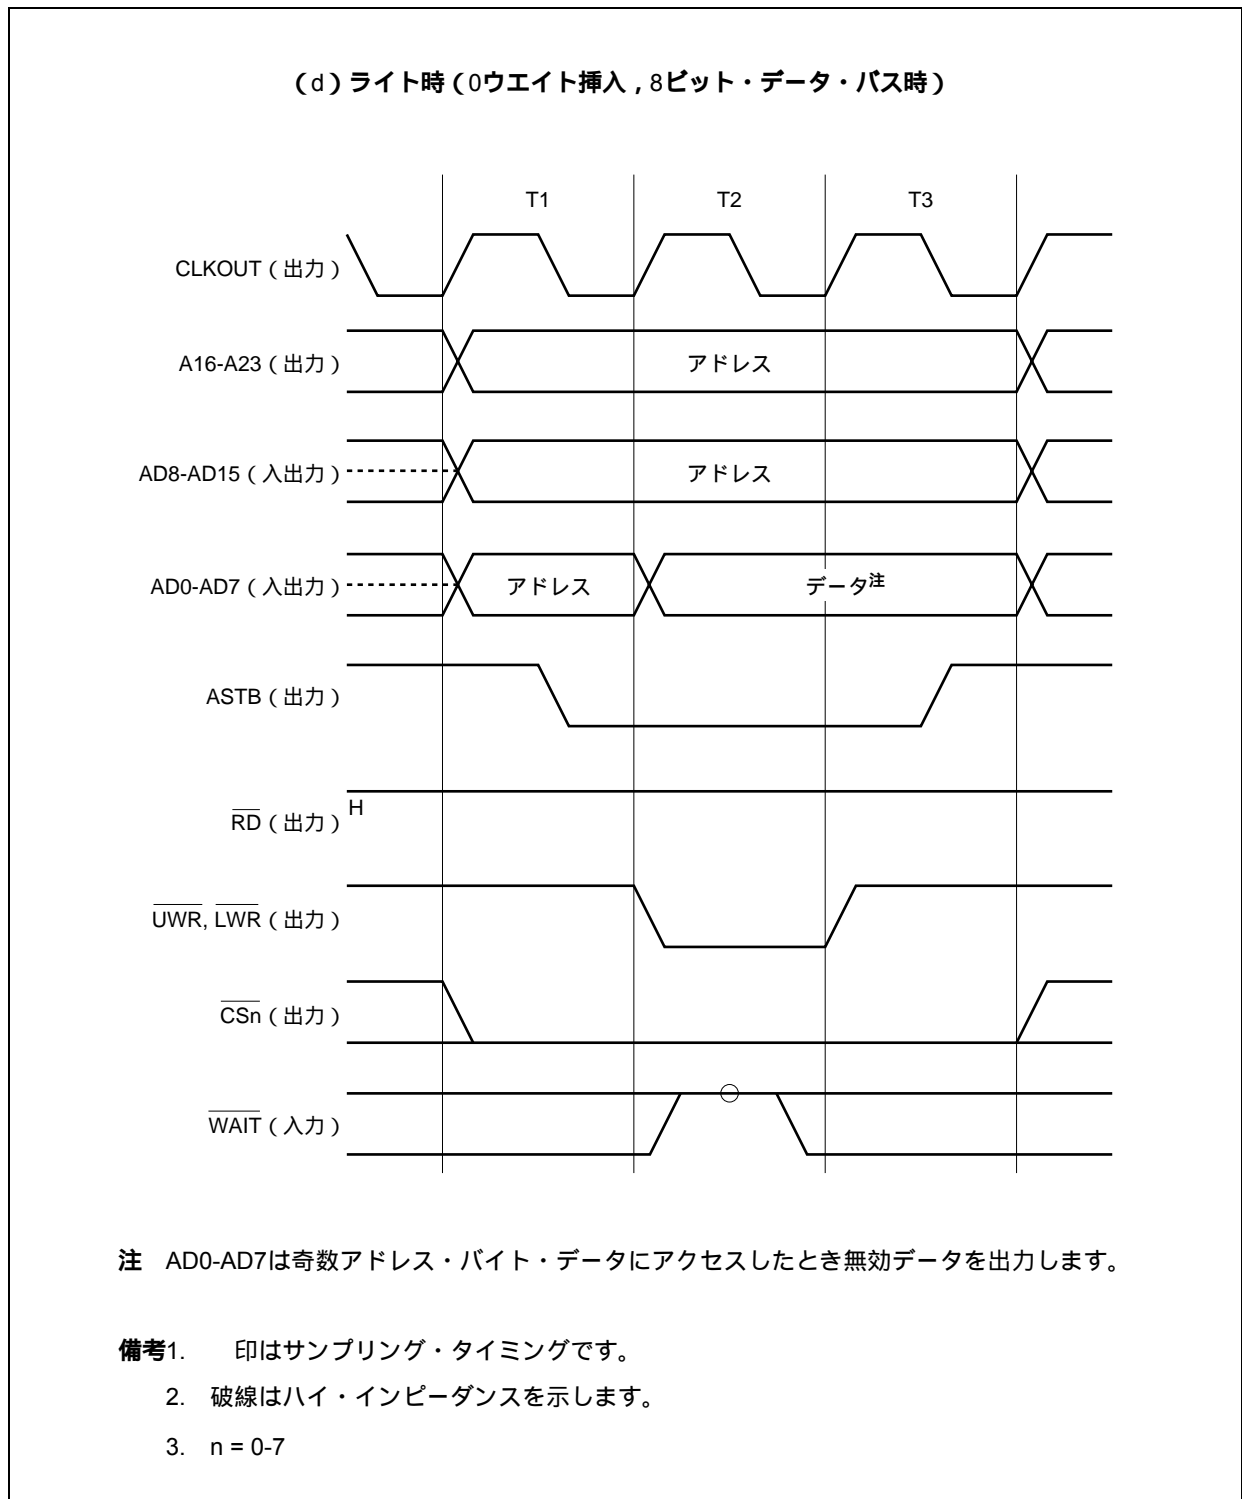 （d）ライト時（0ウエイト挿入，8ビット・データ・バス時）
T1 T2 T3
CLKOUT（出力）
A16-A23（出力） アドレス
AD8-AD15（入出力） アドレス
AD0-AD7（入出力） アドレス データ注
ASTB（出力）
RD（出力） H
UWR, LWR（出力）
CSn（出力）
WAIT（入力）
注　AD0-AD7は奇数アドレス・バイト・データにアクセスしたとき無効データを出力します。
備考1.　　印はサンプリング・タイミングです。
2.　破線はハイ・インピーダンスを示します。
3.　n = 0-7